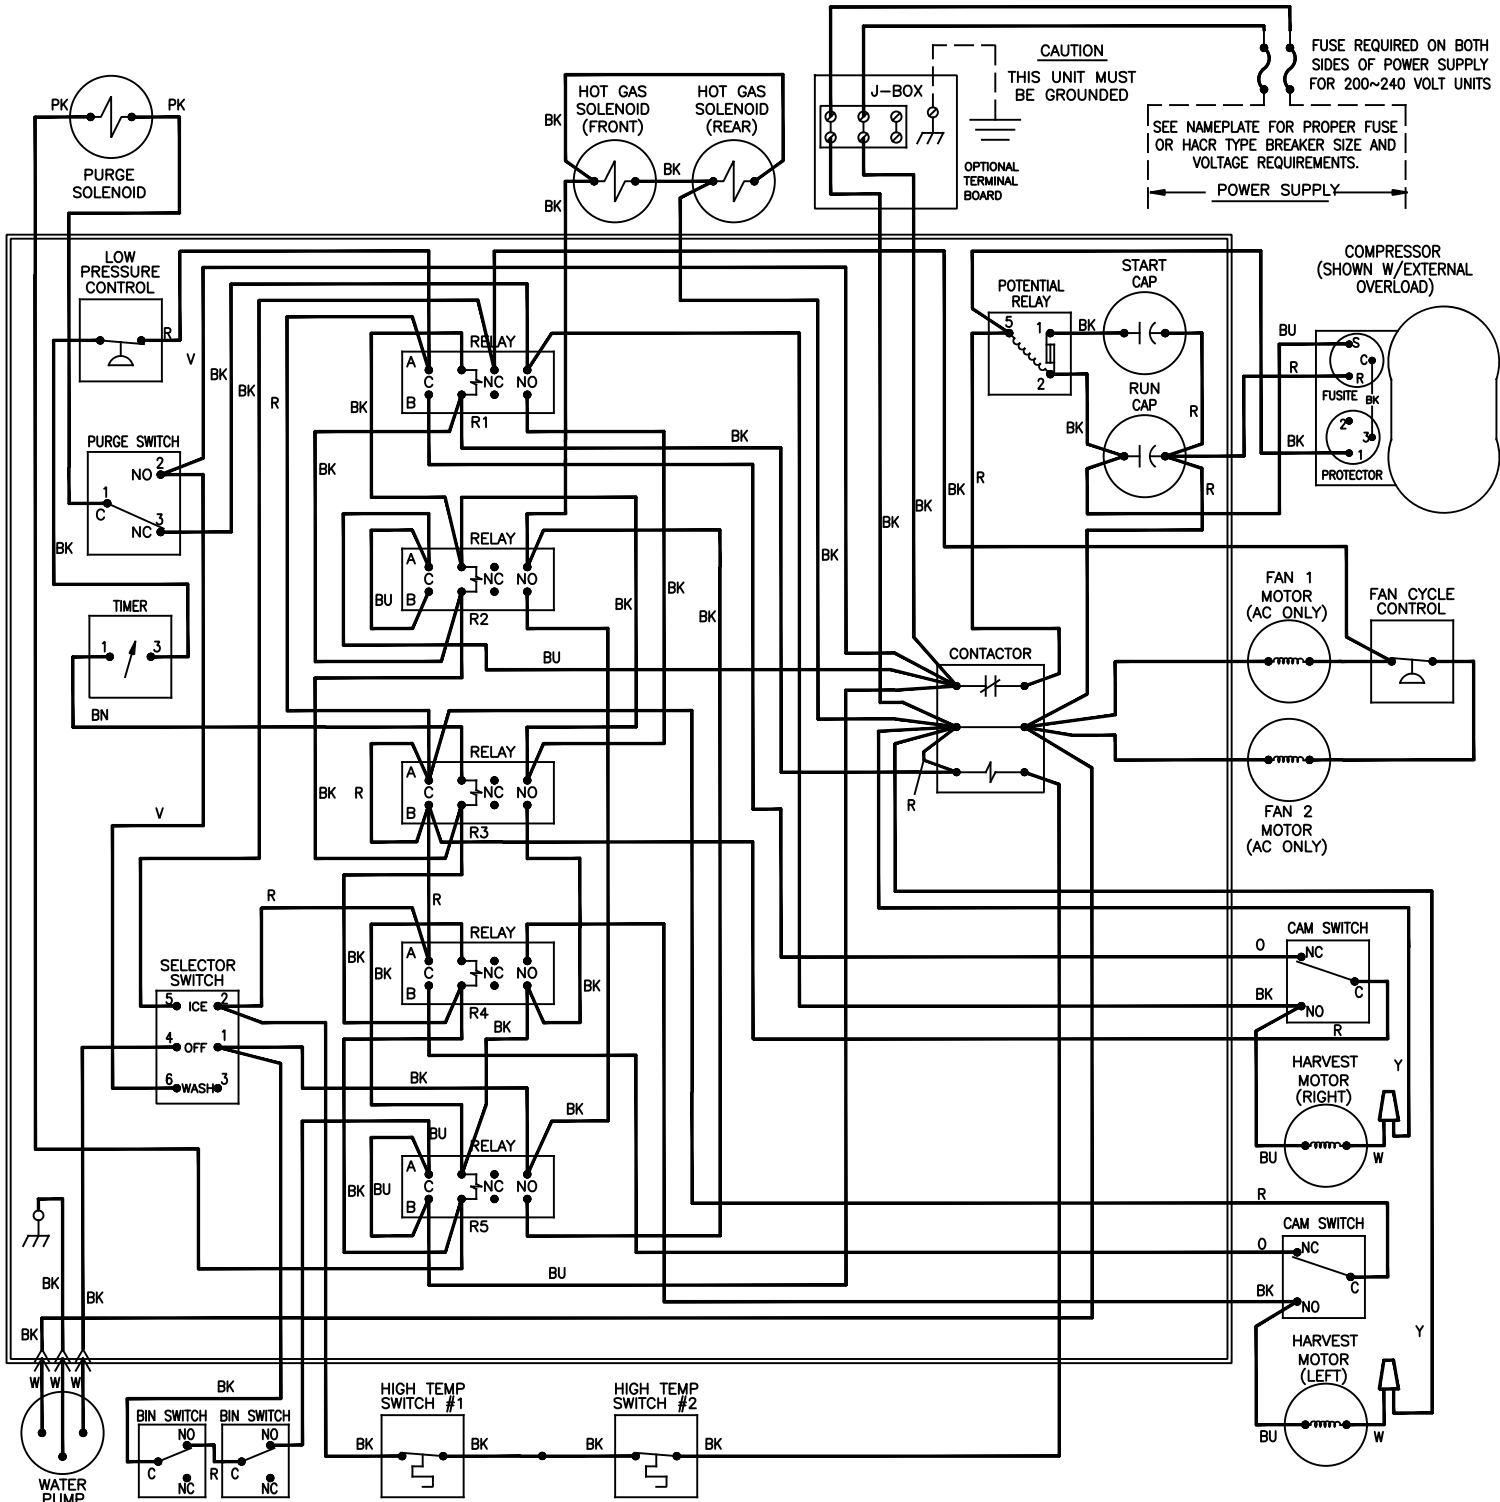 CAUTION
THIS UNIT MUST
BE GROUNDED
FUSE REQUIRED ON BOTH
SIDES OF POWER SUPPLY
FOR 200~240 VOLT UNITS
SEE NAMEPLATE FOR PROPER FUSE
OR HACR TYPE BREAKER SIZE AND
VOLTAGE REQUIREMENTS.
POWER SUPPLY
J-BOX
OPTIONAL
TERMINAL
BOARD
PK
PK
PURGE
SOLENOID
HOT GAS
SOLENOID
(FRONT)
HOT GAS
SOLENOID
(REAR)
BK
BK
BK
LOW
PRESSURE
CONTROL
R
V
BK
BK
R
BK
RELAY
A
C
NC
NO
B
R1
BK
POTENTIAL
RELAY
5
1
2
BK
START
CAP
RUN
CAP
BK
R
R
COMPRESSOR
(SHOWN W/EXTERNAL
OVERLOAD)
BU
R
BK
S
C
R
FUSITE
BK
2
3
1
PROTECTOR
PURGE SWITCH
2
NO
1
C
3
NC
BK
BK
R
BK
BK
BK
BK
BK
RELAY
A
C
NC
NO
B
R2
BU
BK
BK
BU
TIMER
1
3
BN
FAN 1
MOTOR
(AC ONLY)
FAN CYCLE
CONTROL
CONTACTOR
R
FAN 2
MOTOR
(AC ONLY)
RELAY
A
C
NC
NO
B
R3
BK
R
V
R
R
RELAY
A
C
NC
NO
B
R4
BK
BK
BK
BK
SELECTOR
SWITCH
5
ICE
2
4
OFF
1
6
WASH
3
BK
BK
BU
CAM SWITCH
O
NC
BK
C
NO
R
HARVEST
MOTOR
(RIGHT)
Y
BU
W
RELAY
A
C
NC
NO
B
R5
BK
BU
R
CAM SWITCH
O
NC
BK
C
NO
BU
HARVEST
MOTOR
(LEFT)
Y
BU
W
BK
BK
BK
W
W
W
WATER
PUMP
BK
BIN SWITCH
NO
C
NC
R
BIN SWITCH
NO
C
NC
HIGH TEMP
SWITCH #1
BK
BK
HIGH TEMP
SWITCH #2
BK
BK